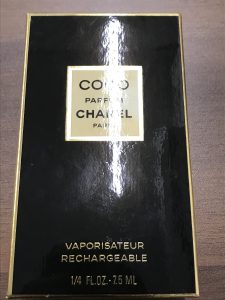 COCO
PARFUM
CHANEL
PARIS
VAPORISATEUR
RECHARGEABLE
1/4 FL.OZ-7.5 ML